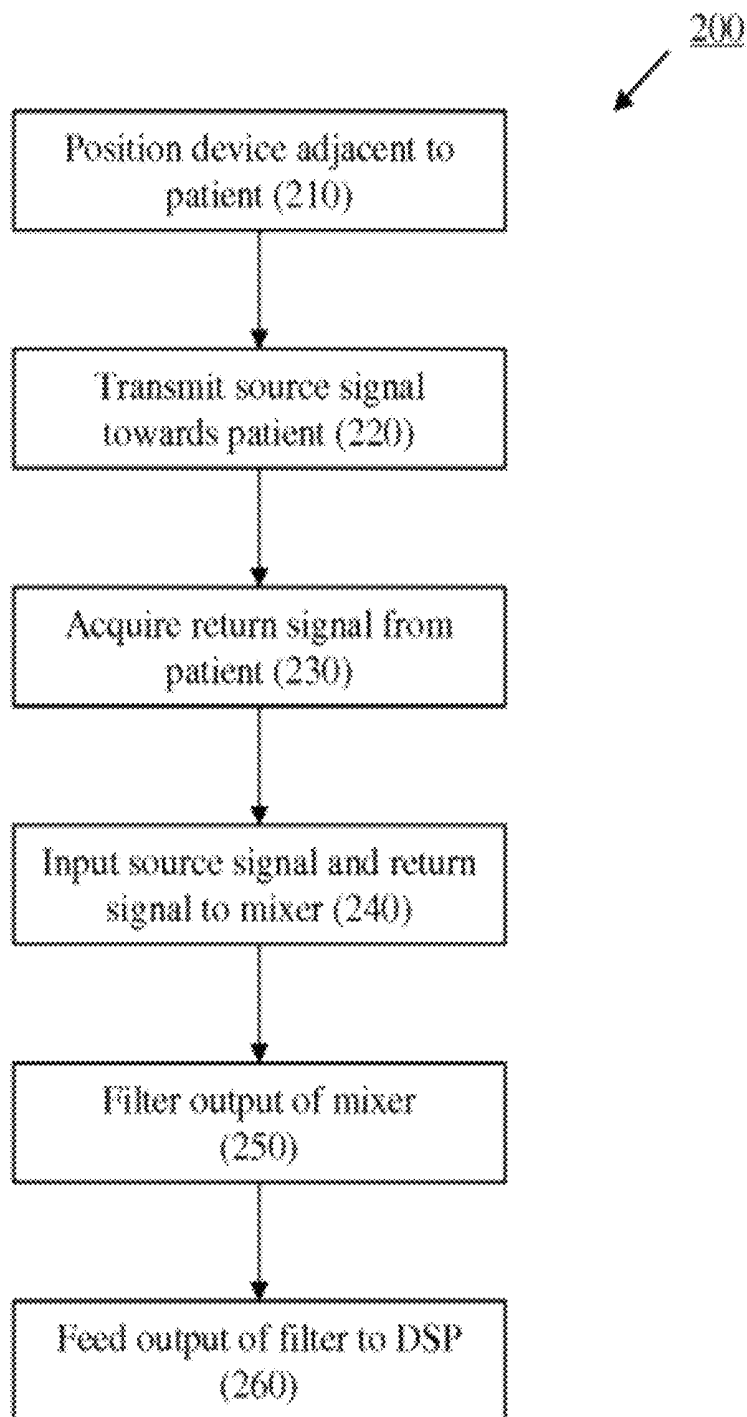 200
Position device adjacent to
patient (210)
Transmit source signal
towards patient (220)
Acquire return signal from
patient (230)
Input source signal and return
signal to mixer (240)
Filter output of mixer
(250)
Feed output of filter to DSP
(260)